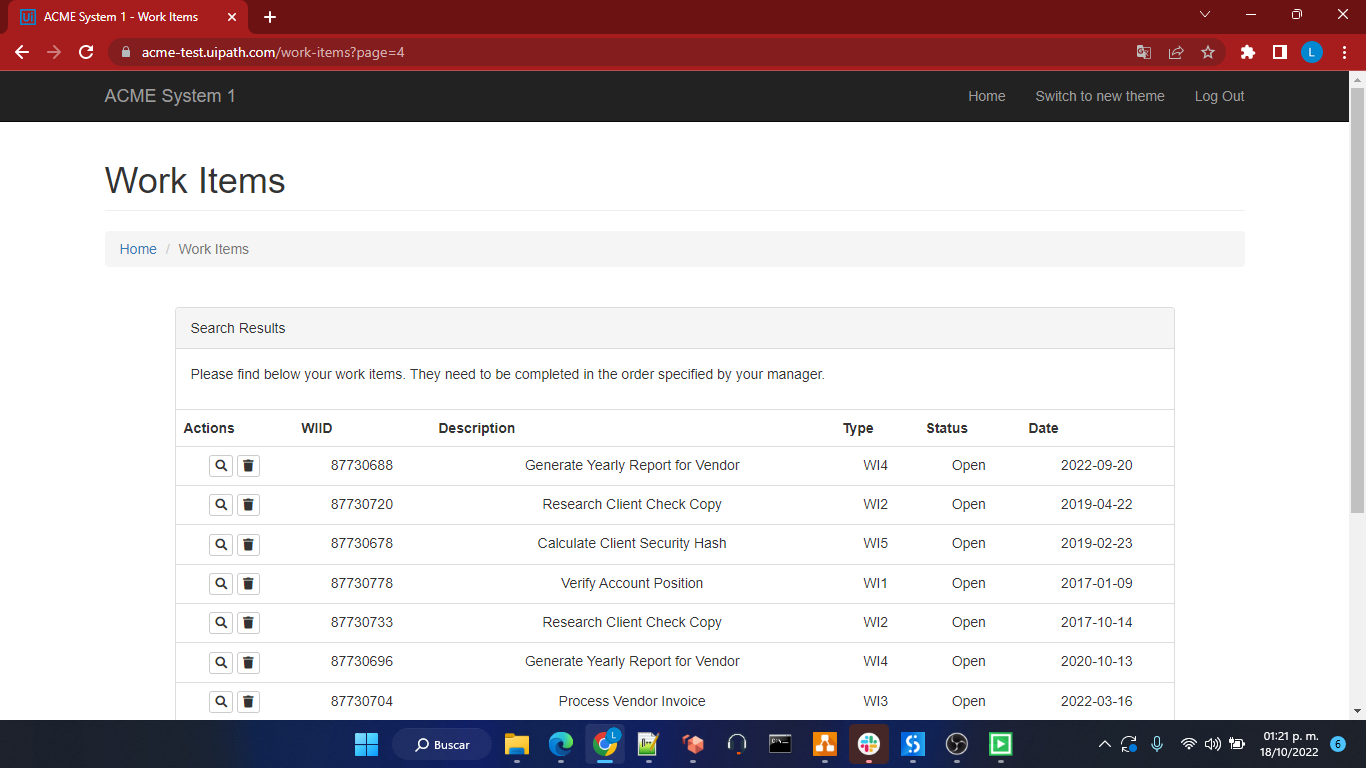 ACME System 1 - Work Items
acme-test.uipath.com/work-items?page=4
ACME System 1 Home Switch to new theme Log Out
Work Items
Home / Work Items
Search Results
Please find below your work items. They need to be completed in the order specified by your manager.
Actions WIID Description Type Status Date
87730688 Generate Yearly Report for Vendor WI4 Open 2022-09-20
87730720 Research Client Check Copy WI2 Open 2019-04-22
87730678 Calculate Client Security Hash WI5 Open 2019-02-23
87730778 Verify Account Position WI1 Open 2017-01-09
87730733 Research Client Check Copy WI2 Open 2017-10-14
87730696 Generate Yearly Report for Vendor WI4 Open 2020-10-13
87730704 Process Vendor Invoice WI3 Open 2022-03-16
Buscar
01:21 p. m.
18/10/2022
6